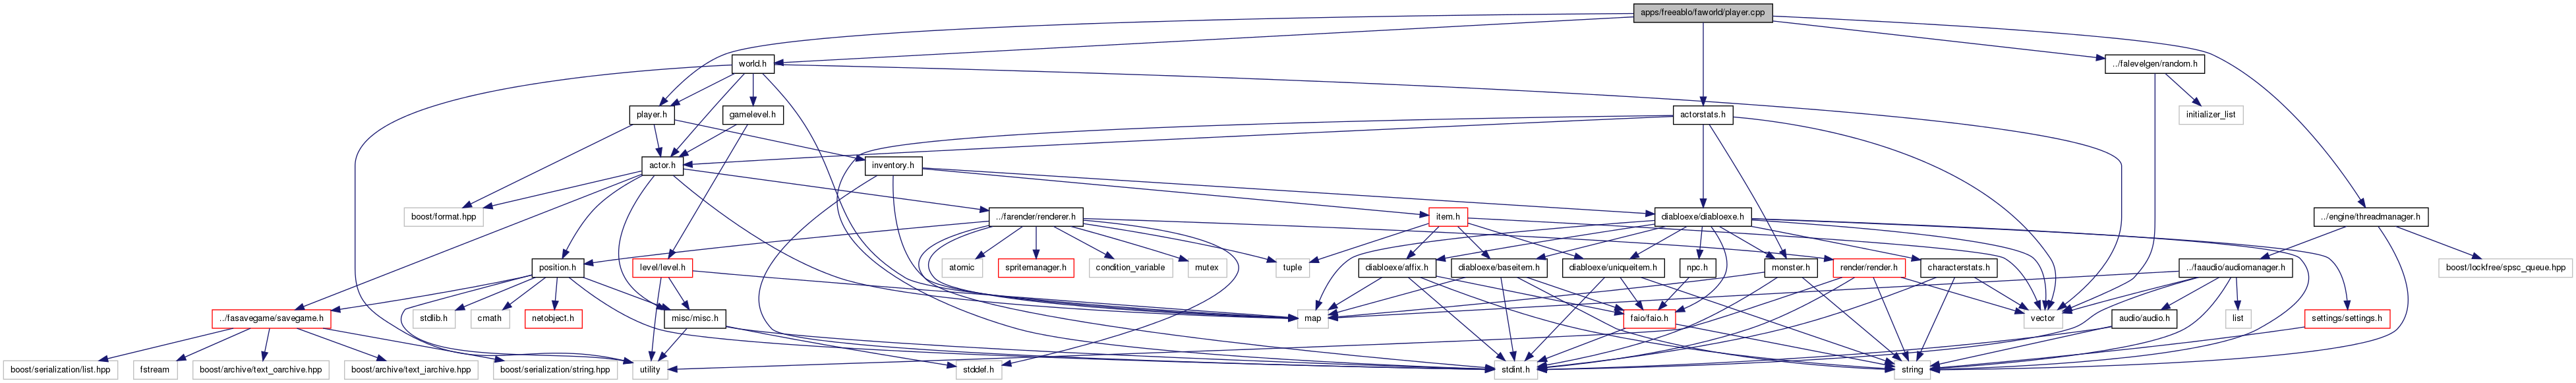 apps/freeablo/faworld/player.cpp
world.h
../falevelgen/random.h
player.h
gamelevel.h
actorstats.h
initializer_list
actor.h
inventory.h
boost/format.hpp
../farender/renderer.h
item.h
diabloexe/diabloexe.h
../engine/threadmanager.h
position.h
level/level.h
atomic
spritemanager.h
condition_variable
mutex
tuple
diabloexe/affix.h
diabloexe/baseitem.h
diabloexe/uniqueitem.h
npc.h
monster.h
render/render.h
characterstats.h
../faaudio/audiomanager.h
boost/lockfree/spsc_queue.hpp
../fasavegame/savegame.h
stdlib.h
cmath
netobject.h
misc/misc.h
map
faio/faio.h
vector
audio/audio.h
list
settings/settings.h
boost/serialization/list.hpp
fstream
boost/archive/text_oarchive.hpp
boost/archive/text_iarchive.hpp
boost/serialization/string.hpp
utility
stddef.h
stdint.h
string